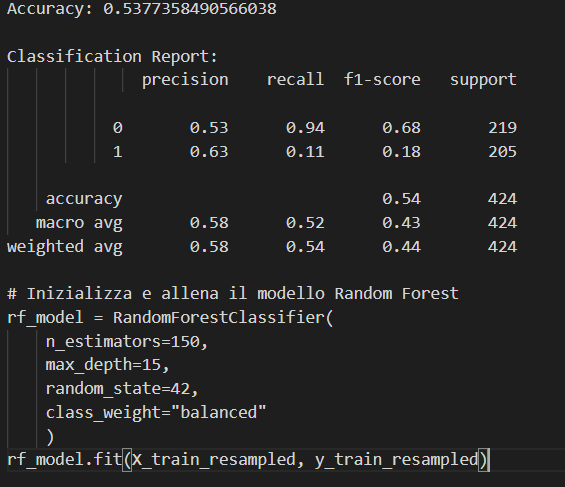 Accuracy: 0.5377358490566038
Classification Report:
precision recall f1-score support
0 0.53 0.94 0.68 219
1 0.63 0.11 0.18 205
accuracy 0.54 424
macro avg 0.58 0.52 0.43 424
weighted avg 0.58 0.54 0.44 424
# Inizializza e allena il modello Random Forest
rf_model = RandomForestClassifier(
n_estimators=150,
max_depth=15,
random_state=42,
class_weight="balanced"
)
rf_model.fit(X_train_resampled, y_train_resampled)